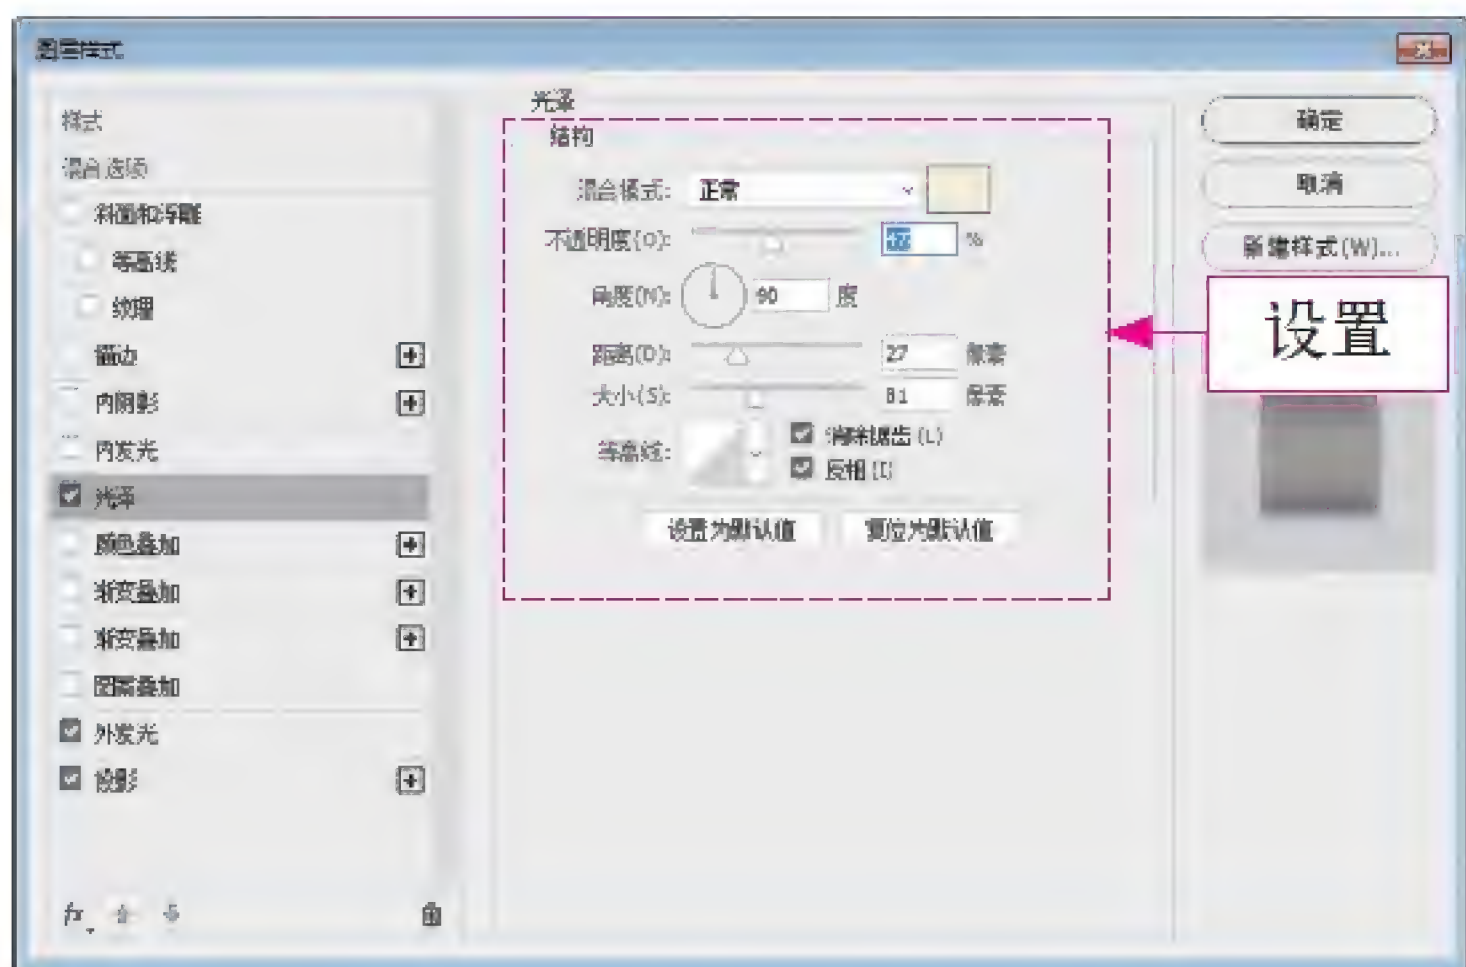 图层样式
样式
混合选项
斜面和浮雕
等高线
纹理
描边
内阴影
内发光
光泽
颜色叠加
渐变叠加
渐变叠加
图案叠加
外发光
投影
fx
光泽
结构
混合模式: 正常
不透明度(O): 47 %
角度(N): 90 度
距离(D): 27 像素
大小(S): 81 像素
等高线: 消除锯齿(L)
反相(I)
设置为默认值 复位为默认值
确定
取消
新建样式(W)...
设置